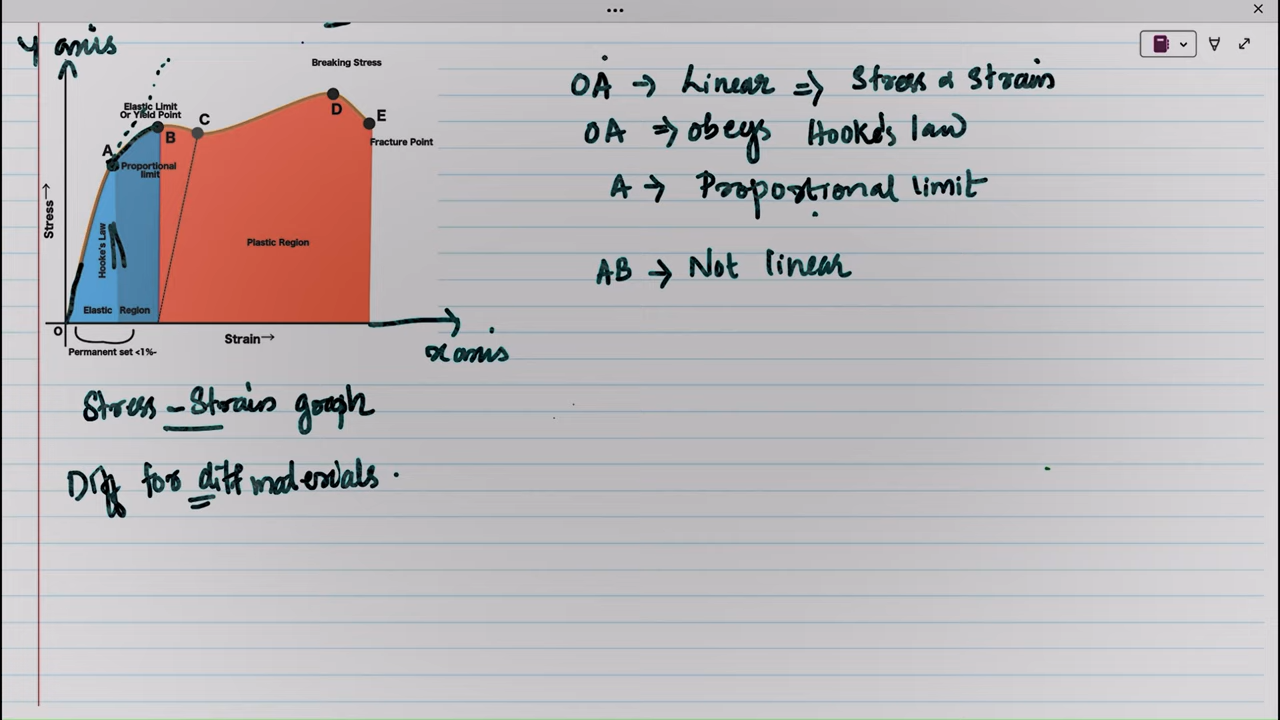 y axis
Breaking Stress
Elastic Limit
Or Yield Point
A
B
C
D
E
Fracture Point
Proportional
limit
Stress→
Hooke's Law
Plastic Region
Elastic Region
O
Strain→
Permanent set <1%-
x axis
Stress - Strain graph
Diff for diff materials .
OA → Linear ⇒ Stress α Strain
OA ⇒ obeys Hooke's law
A → Proportional limit
AB → Not linear